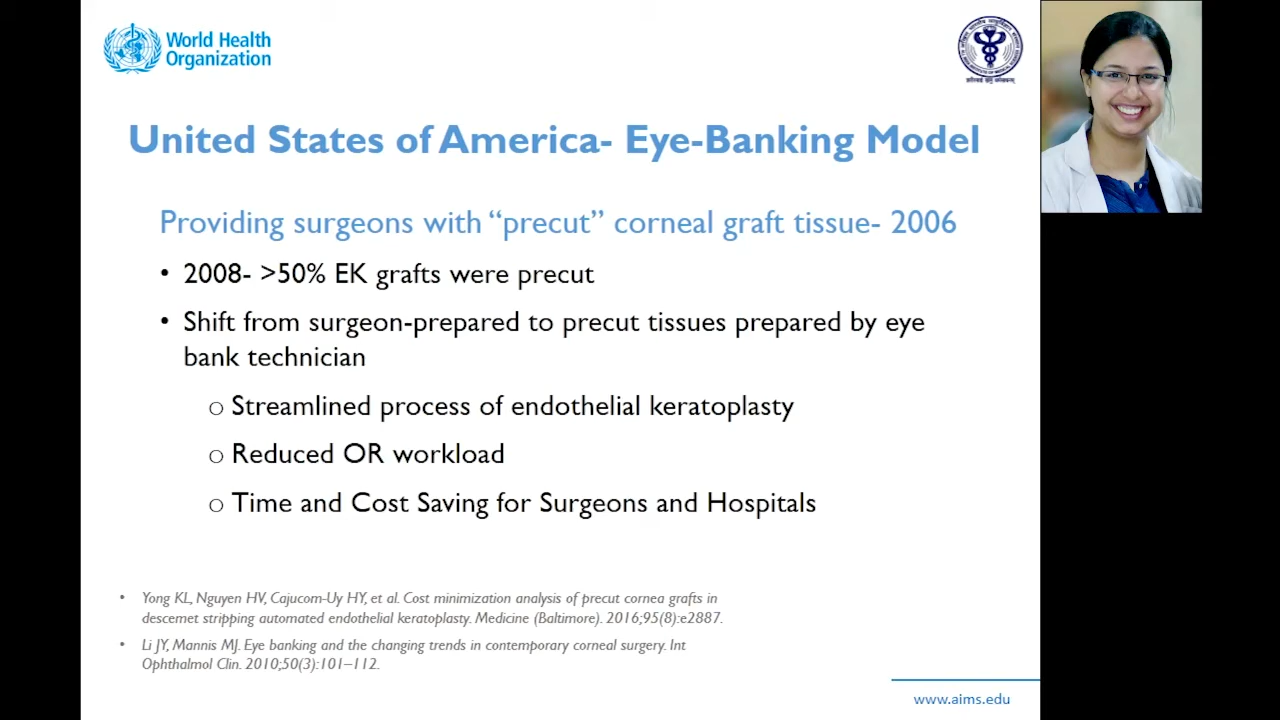 World Health
Organization
United States of America- Eye-Banking Model
Providing surgeons with “precut” corneal graft tissue- 2006
• 2008- >50% EK grafts were precut
• Shift from surgeon-prepared to precut tissues prepared by eye
bank technician
o Streamlined process of endothelial keratoplasty
o Reduced OR workload
o Time and Cost Saving for Surgeons and Hospitals
• Yong KL, Nguyen HV, Cajucom-Uy HY, et al. Cost minimization analysis of precut cornea grafts in
descemet stripping automated endothelial keratoplasty. Medicine (Baltimore). 2016;95(8):e2887.
• Li JY, Mannis MJ. Eye banking and the changing trends in contemporary corneal surgery. Int
Ophthalmol Clin. 2010;50(3):101–112.
www.aims.edu